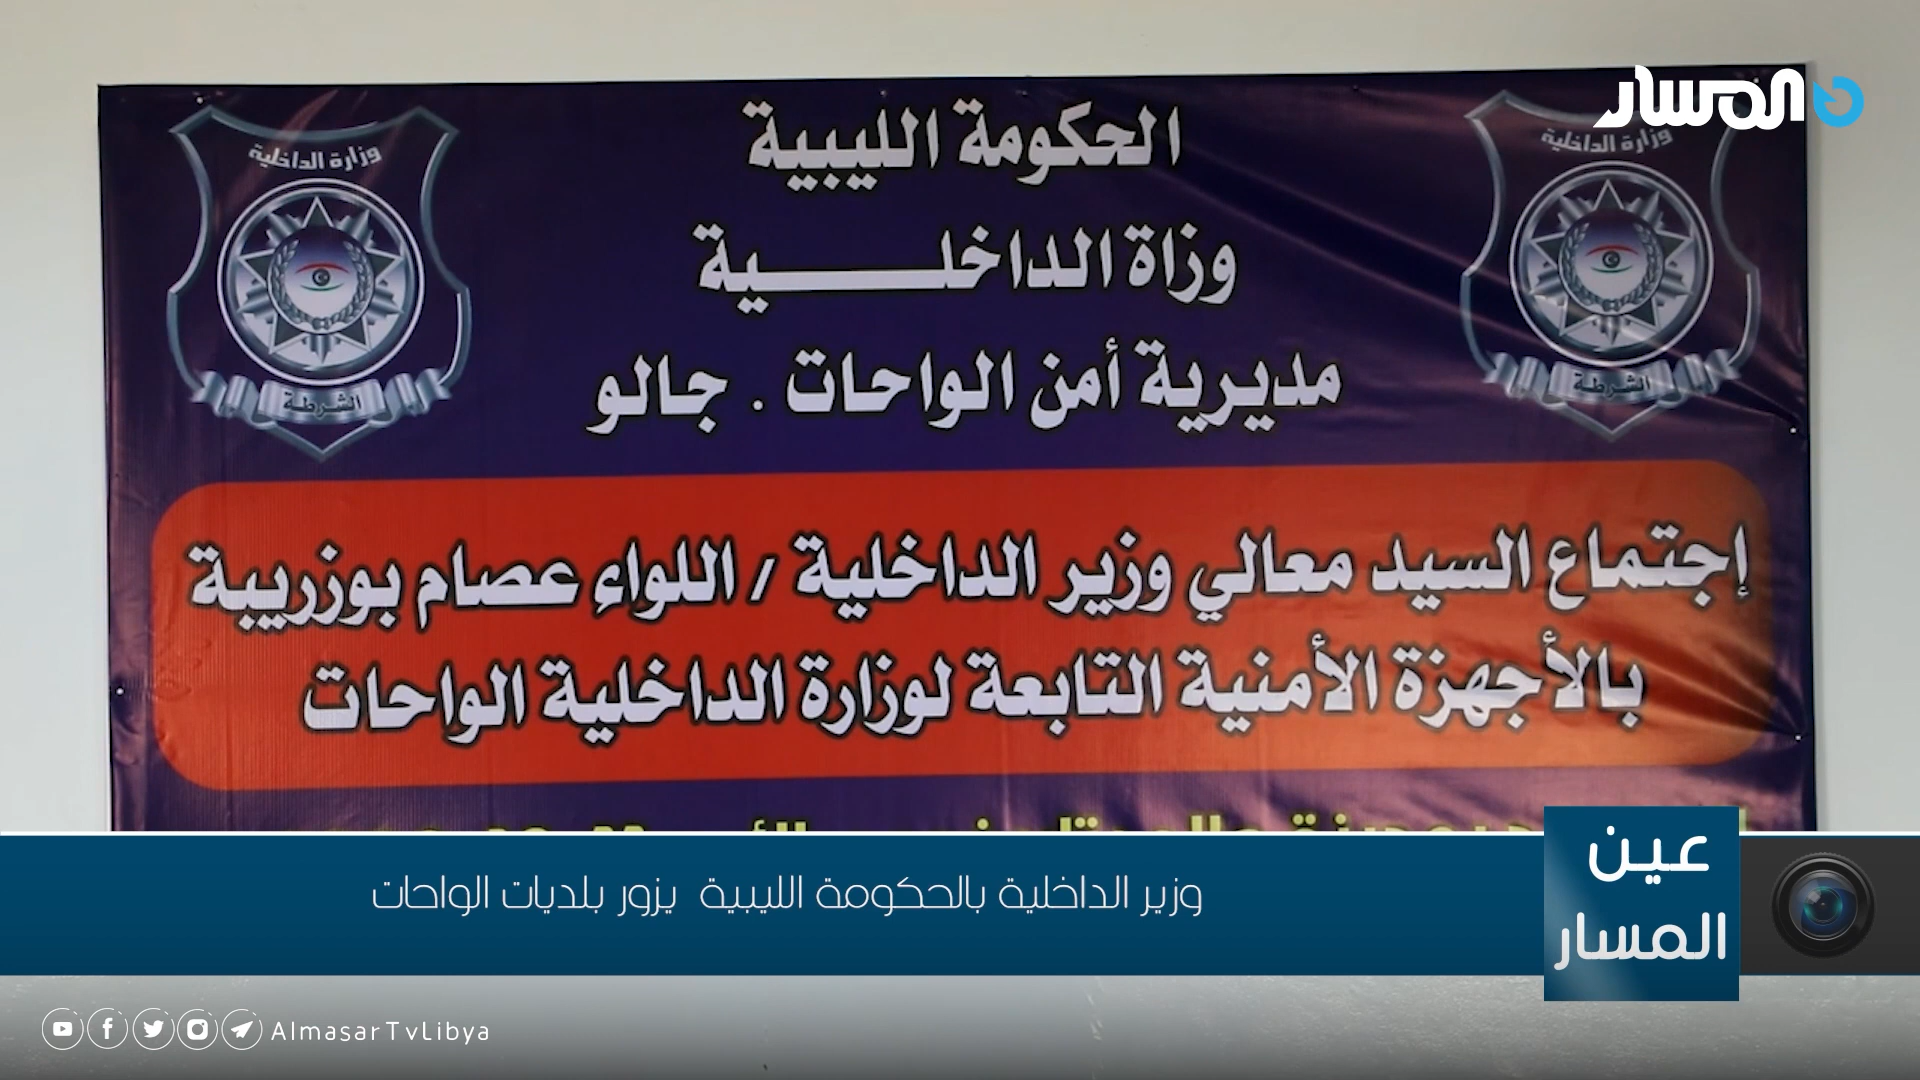 المسار
وزارة الداخلية
وزارة الداخلية
الحكومة الليبية
وزاة الداخلـــــــية
مديرية أمن الواحات . جالو
الشرطة
الشرطة
إجتماع السيد معالي وزير الداخلية / اللواء عصام بوزريبة
بالأجهزة الأمنية التابعة لوزارة الداخلية الواحات
عين
المسار
وزير الداخلية بالحكومة الليبية يزور بلديات الواحات
AlmasarTvLibya